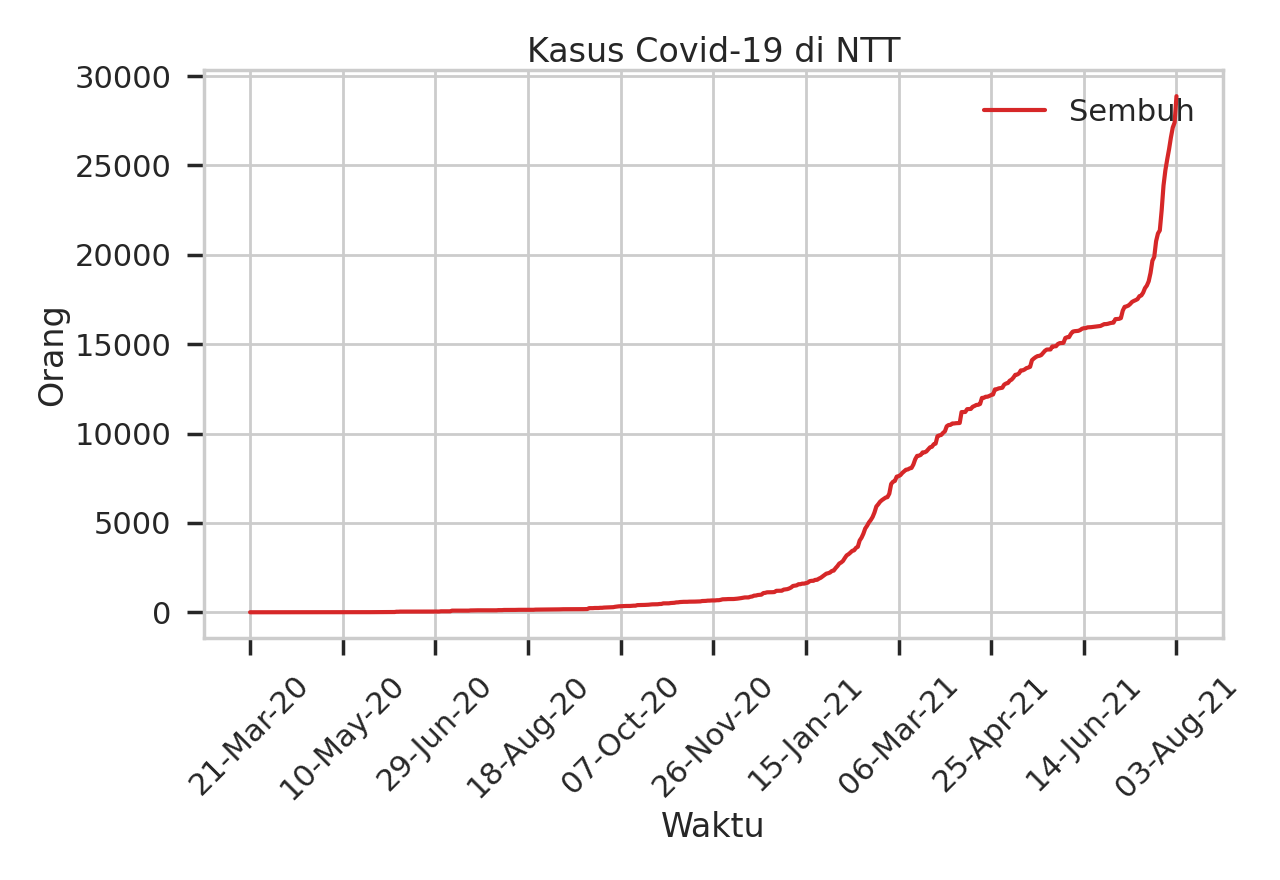 Kasus Covid-19 di NTT
Sembuh
30000
25000
20000
15000
10000
5000
0
Orang
21-Mar-20
10-May-20
29-Jun-20
18-Aug-20
07-Oct-20
26-Nov-20
15-Jan-21
06-Mar-21
25-Apr-21
14-Jun-21
03-Aug-21
Waktu